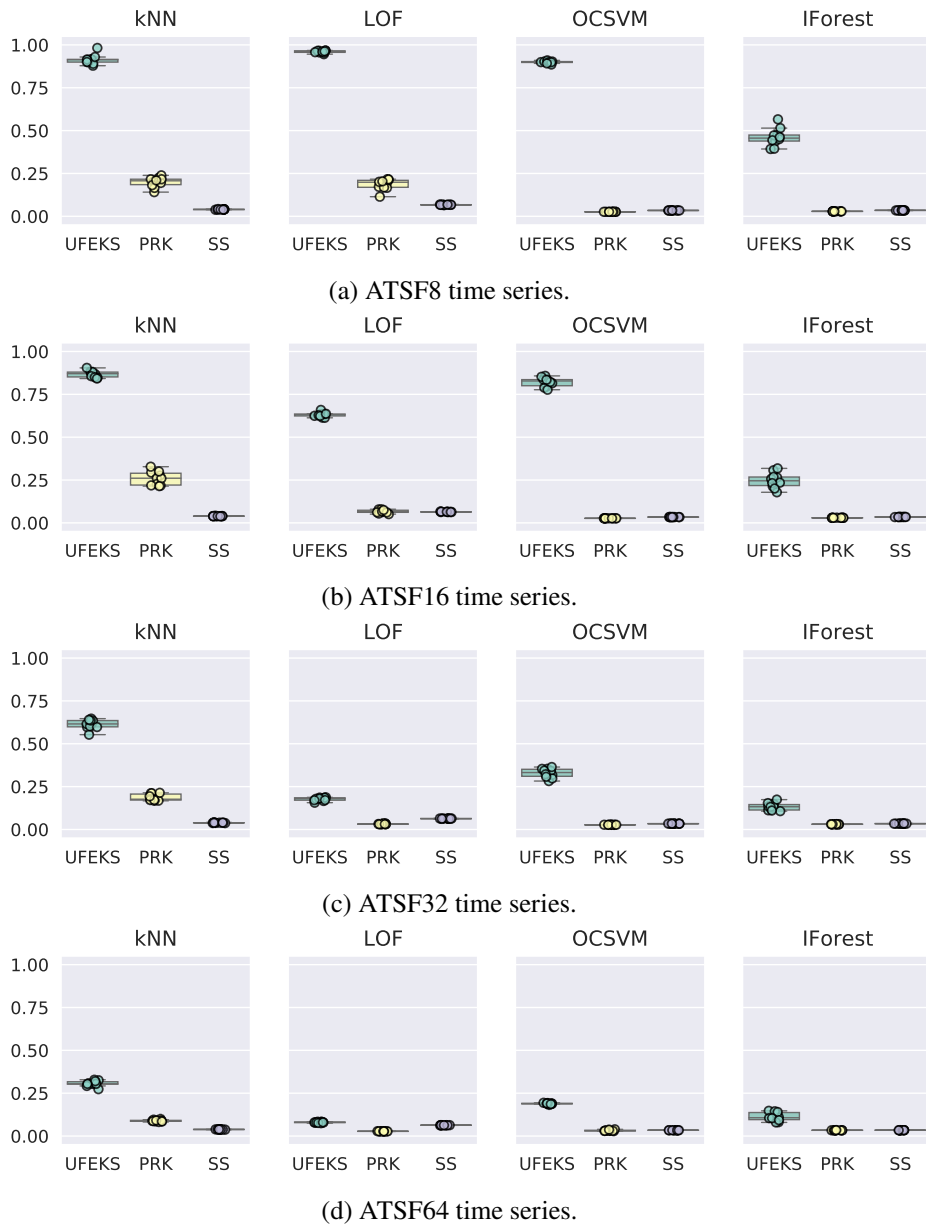 kNN LOF OCSVM IForest
1.00
0.75
0.50
0.25
0.00
UFEKS PRK SS UFEKS PRK SS UFEKS PRK SS UFEKS PRK SS
(a) ATSF8 time series.
kNN LOF OCSVM IForest
1.00
0.75
0.50
0.25
0.00
UFEKS PRK SS UFEKS PRK SS UFEKS PRK SS UFEKS PRK SS
(b) ATSF16 time series.
kNN LOF OCSVM IForest
1.00
0.75
0.50
0.25
0.00
UFEKS PRK SS UFEKS PRK SS UFEKS PRK SS UFEKS PRK SS
(c) ATSF32 time series.
kNN LOF OCSVM IForest
1.00
0.75
0.50
0.25
0.00
UFEKS PRK SS UFEKS PRK SS UFEKS PRK SS UFEKS PRK SS
(d) ATSF64 time series.